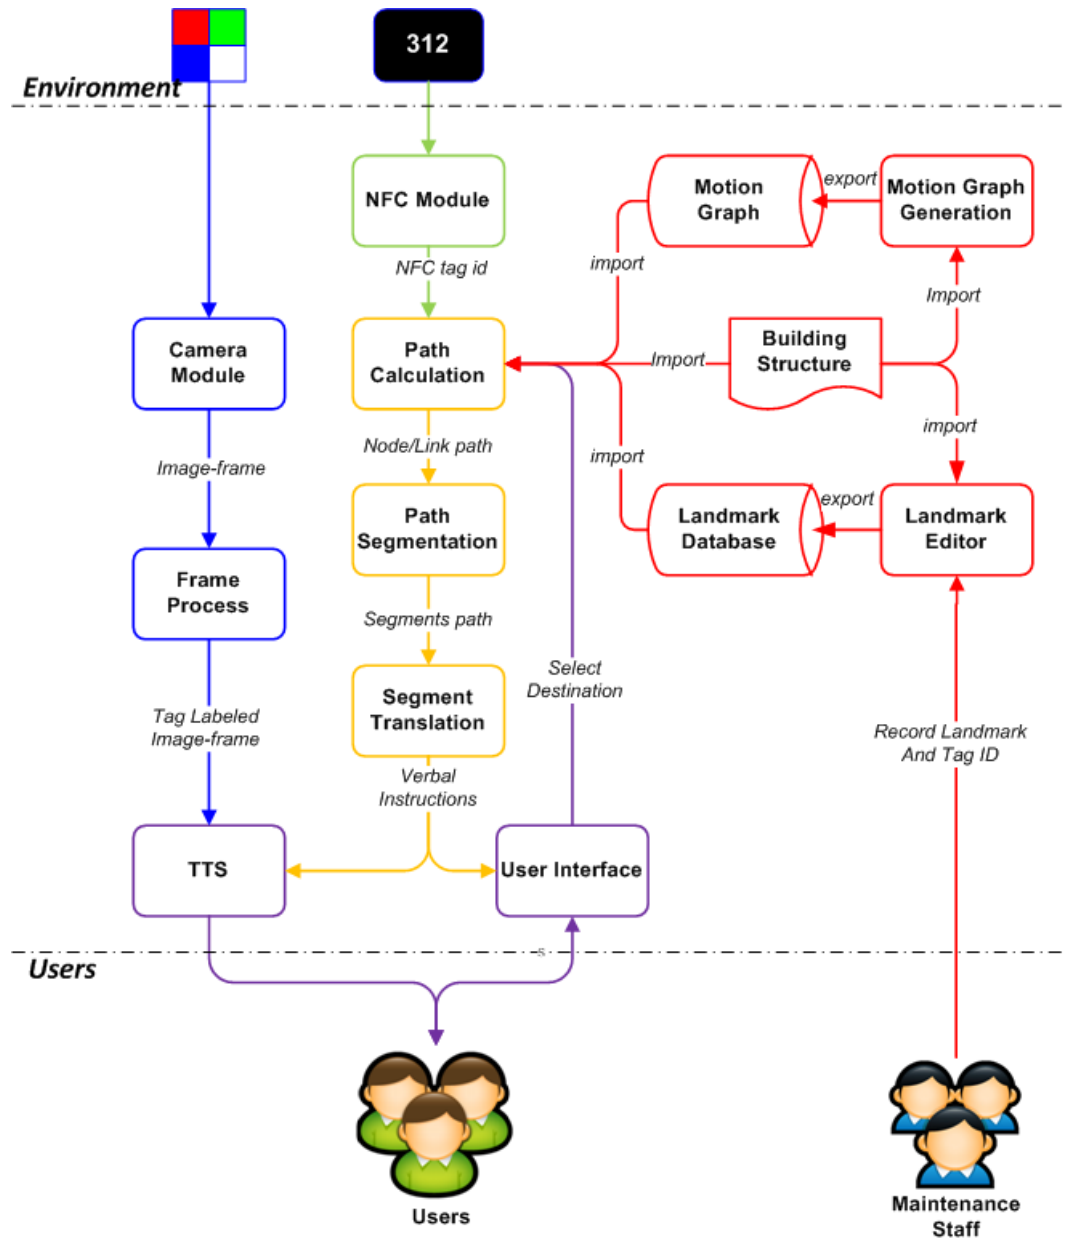 312
Environment
NFC Module
Motion
Graph
export
Motion Graph
Generation
NFC tag id
import
Import
Camera
Module
Path
Calculation
Import
Building
Structure
Node/Link path
import
import
Image-frame
Path
Segmentation
Landmark
Database
export
Landmark
Editor
Frame
Process
Segments path
Select
Destination
Segment
Translation
Tag Labeled
Image-frame
Record Landmark
And Tag ID
Verbal
Instructions
TTS
User Interface
s
Users
Users
Maintenance
Staff